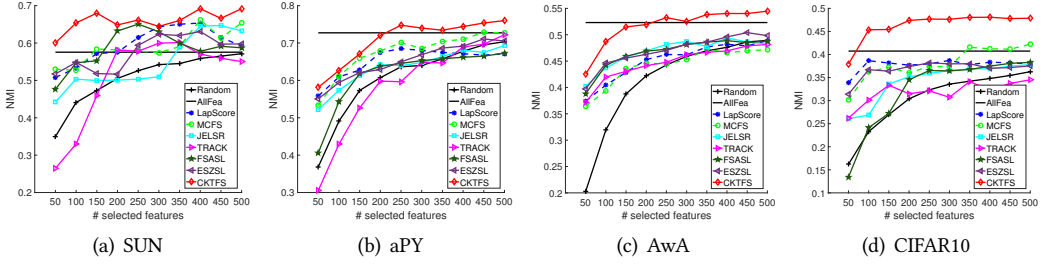 0.7
0.6
0.5
0.4
0.3
0.2
NMI
50 100 150 200 250 300 350 400 450 500
# selected features
Random
AllFea
LapScore
MCFS
JELSR
TRACK
FSASL
ESZSL
CKTFS
(a) SUN
0.8
0.7
0.6
0.5
0.4
0.3
NMI
50 100 150 200 250 300 350 400 450 500
# selected features
Random
AllFea
LapScore
MCFS
JELSR
TRACK
FSASL
ESZSL
CKTFS
(b) aPY
0.55
0.5
0.45
0.4
0.35
0.3
0.25
0.2
NMI
50 100 150 200 250 300 350 400 450 500
# selected features
Random
AllFea
LapScore
MCFS
JELSR
TRACK
FSASL
ESZSL
CKTFS
(c) AwA
0.5
0.45
0.4
0.35
0.3
0.25
0.2
0.15
0.1
NMI
50 100 150 200 250 300 350 400 450 500
# selected features
Random
AllFea
LapScore
MCFS
JELSR
TRACK
FSASL
ESZSL
CKTFS
(d) CIFAR10